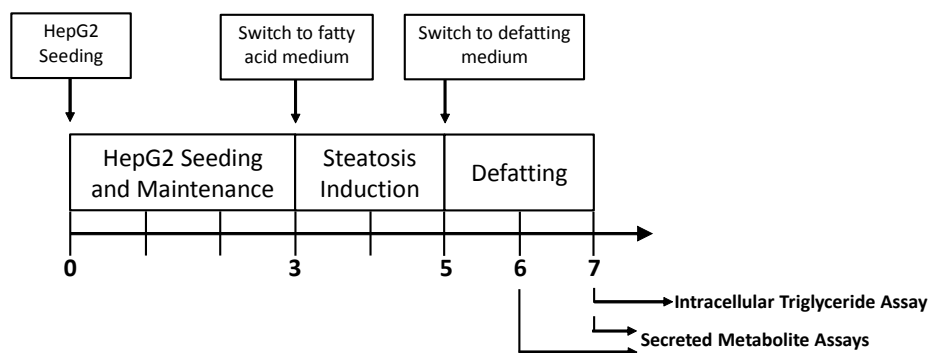 HepG2
Seeding
Switch to fatty
acid medium
Switch to defatting
medium
HepG2 Seeding
and Maintenance
Steatosis
Induction
Defatting
0
3
5
6
7
Intracellular Triglyceride Assay
Secreted Metabolite Assays